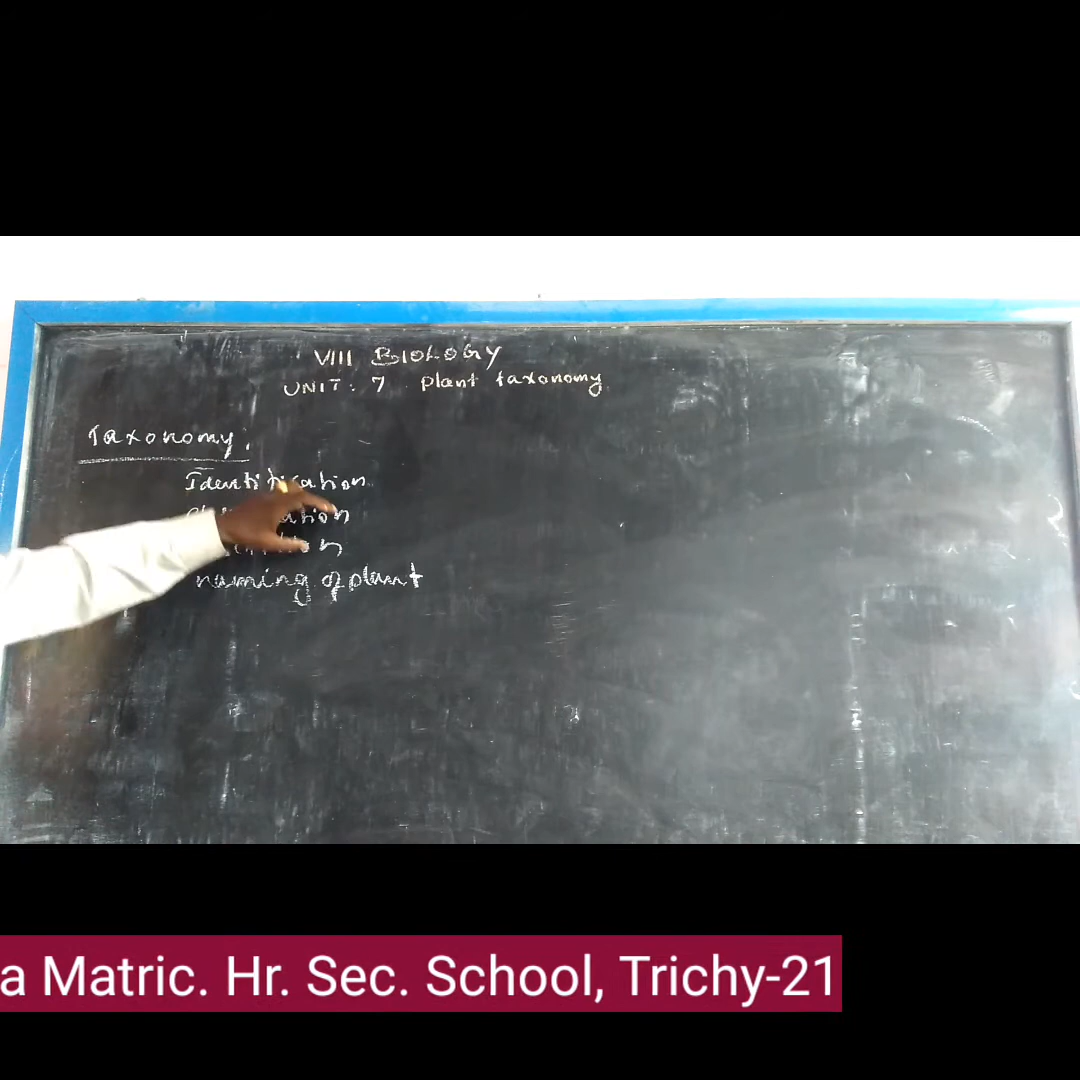 VIII BIOLOGY
UNIT: 7 plant taxonomy
Taxonomy.
Identification
naming of plant
a Matric. Hr. Sec. School, Trichy-21